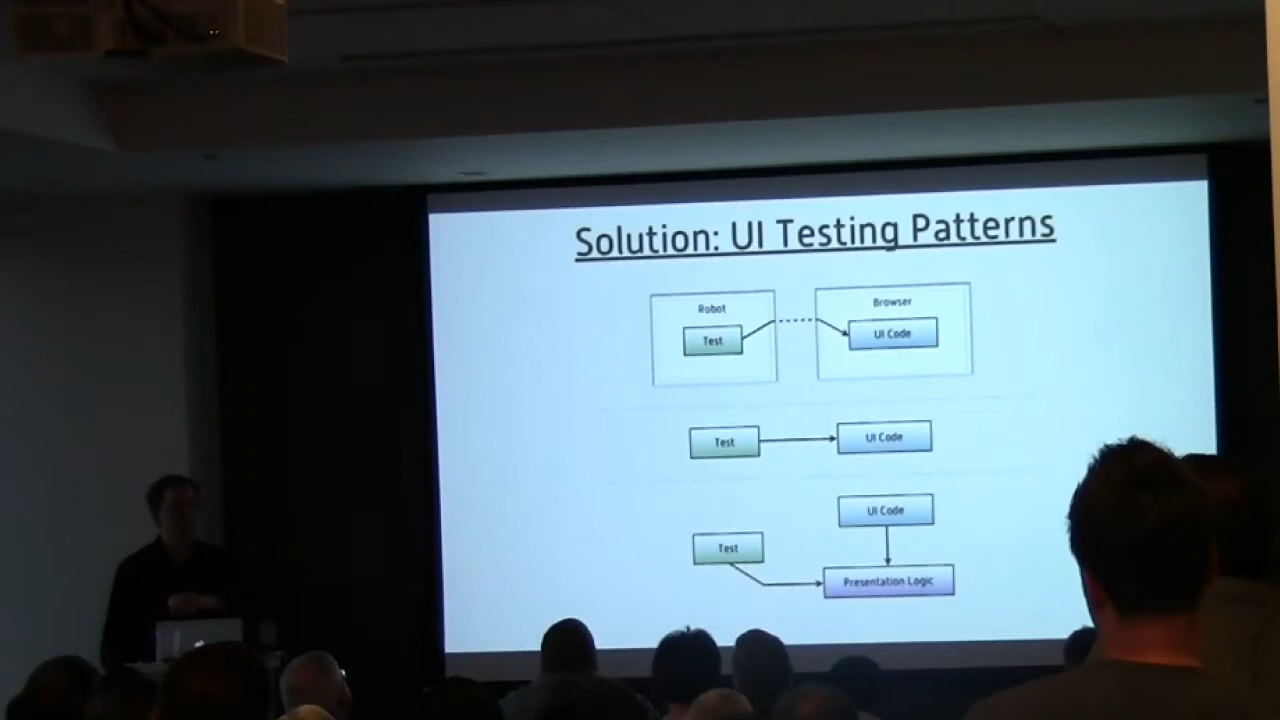 Solution: UI Testing Patterns
Robot
Browser
Test
UI Code
Test
UI Code
UI Code
Test
Presentation Logic